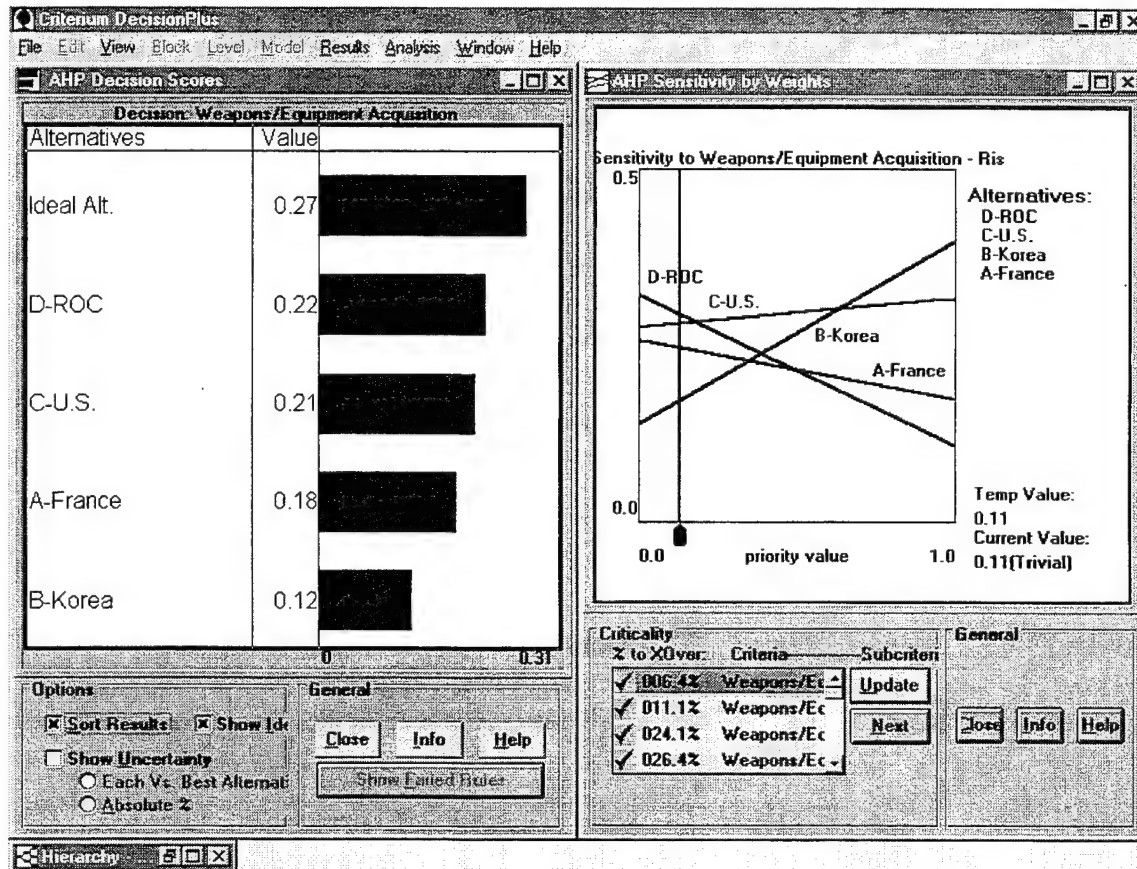 Criterium DecisionPlus
File Edit View Block Level Model Results Analysis Window Help
AHP Decision Scores
Decision: Weapons/Equipment Acquisition
Alternatives Value
Ideal Alt. 0.27
D-ROC 0.22
C-U.S. 0.21
A-France 0.18
B-Korea 0.12
0 0.31
Options
Sort Results Show Ide
Show Uncertainty
Each Vs. Best Alternati
Absolute %
General
Close Info Help
Show Failed Rules
AHP Sensitivity by Weights
Sensitivity to Weapons/Equipment Acquisition - Ris
0.5
D-ROC
C-U.S.
B-Korea
A-France
0.0
0.0 priority value 1.0
Alternatives:
D-ROC
C-U.S.
B-Korea
A-France
Temp Value:
0.11
Current Value:
0.11(Trivial)
Criticality
% to XOver: Criteria Subcriteri
006.4% Weapons/Ec
011.1% Weapons/Ec
024.1% Weapons/Ec
026.4% Weapons/Ec
Update
Next
General
Close Info Help
Hierarchy